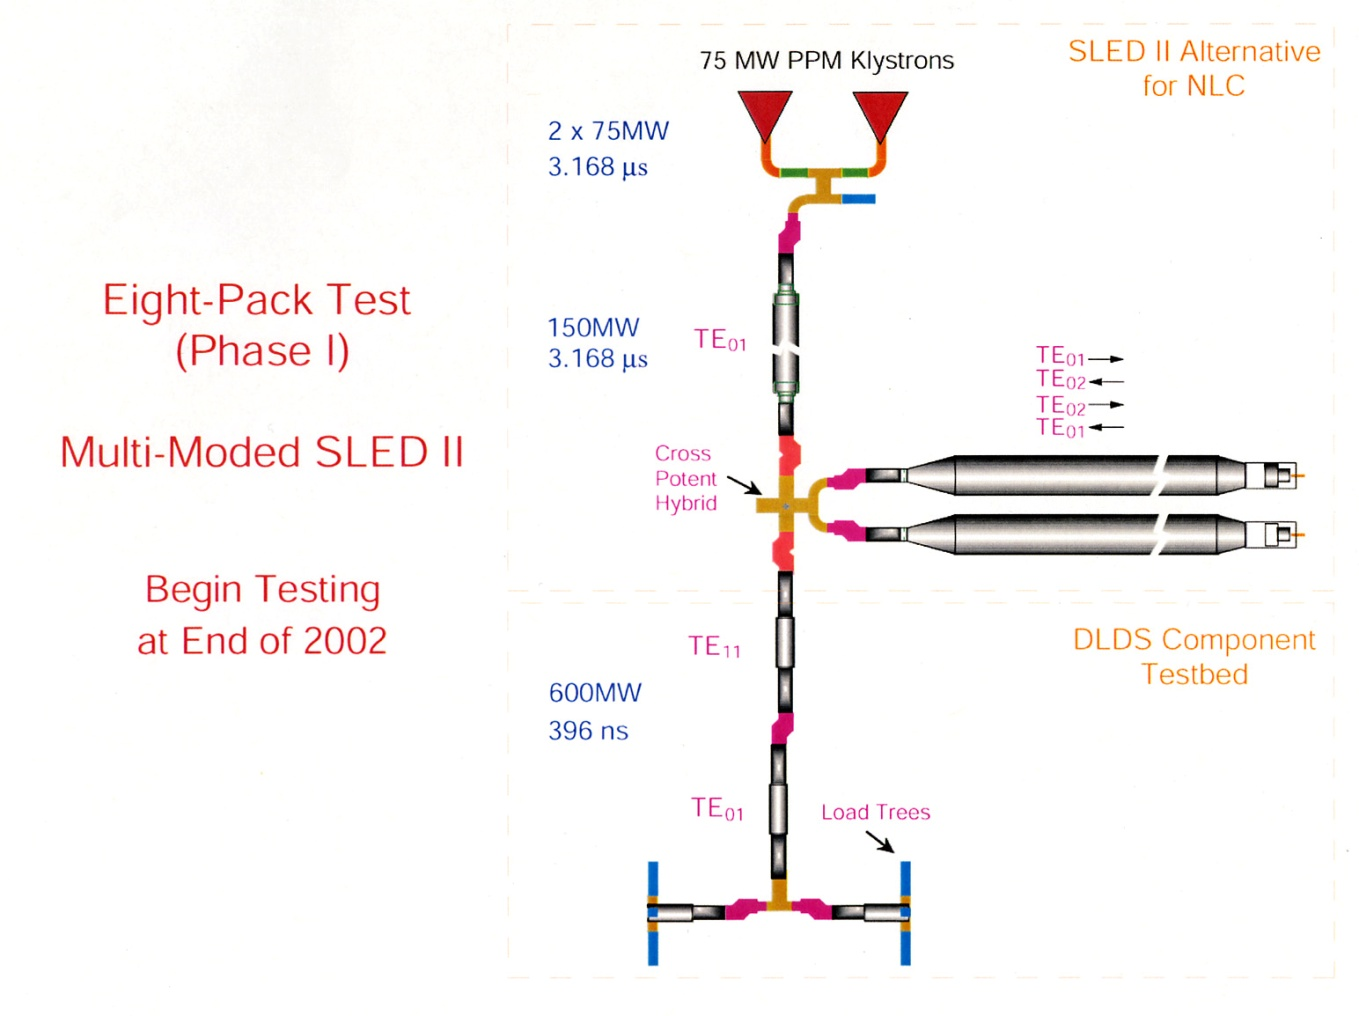 75 MW PPM Klystrons
SLED II Alternative
for NLC
2 x 75MW
3.168 µs
Eight-Pack Test
(Phase I)
150MW
3.168 µs
TE01
TE01
TE02
TE02
TE01
Multi-Moded SLED II
Cross
Potent
Hybrid
Begin Testing
at End of 2002
TE11
DLDS Component
Testbed
600MW
396 ns
TE01
Load Trees